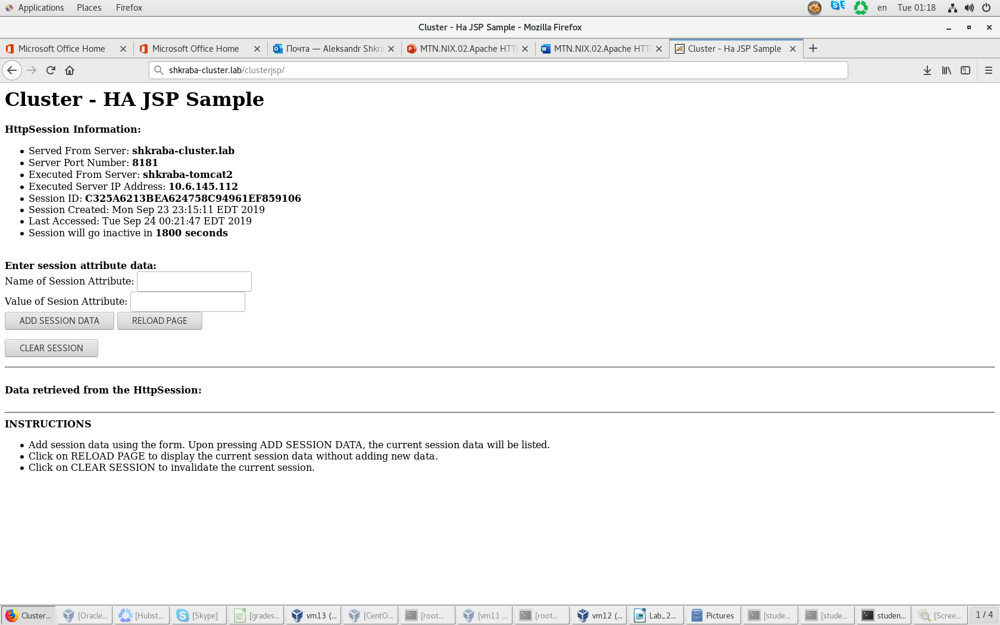 Applications Places Firefox en Tue 01:18
Cluster - Ha JSP Sample - Mozilla Firefox
Microsoft Office Home Microsoft Office Home Почта — Aleksandr Shkra MTN.NIX.02.Apache HTT MTN.NIX.02.Apache HTT Cluster - Ha JSP Sample
shkraba-cluster.lab/clusterjsp/
Cluster - HA JSP Sample
HttpSession Information:
Served From Server: shkraba-cluster.lab
Server Port Number: 8181
Executed From Server: shkraba-tomcat2
Executed Server IP Address: 10.6.145.112
Session ID: C325A6213BEA624758C94961EF859106
Session Created: Mon Sep 23 23:15:11 EDT 2019
Last Accessed: Tue Sep 24 00:21:47 EDT 2019
Session will go inactive in 1800 seconds
Enter session attribute data:
Name of Session Attribute:
Value of Sesion Attribute:
ADD SESSION DATA RELOAD PAGE
CLEAR SESSION
Data retrieved from the HttpSession:
INSTRUCTIONS
Add session data using the form. Upon pressing ADD SESSION DATA, the current session data will be listed.
Click on RELOAD PAGE to display the current session data without adding new data.
Click on CLEAR SESSION to invalidate the current session.
Cluster... [Oracle... [Hubst... [Skype] [grades... vm13 (... [CentO... [root... [vm11 ... [root... vm12 (... Lab_2... Pictures [stude... [stude... studen... [Scree... 1 / 4